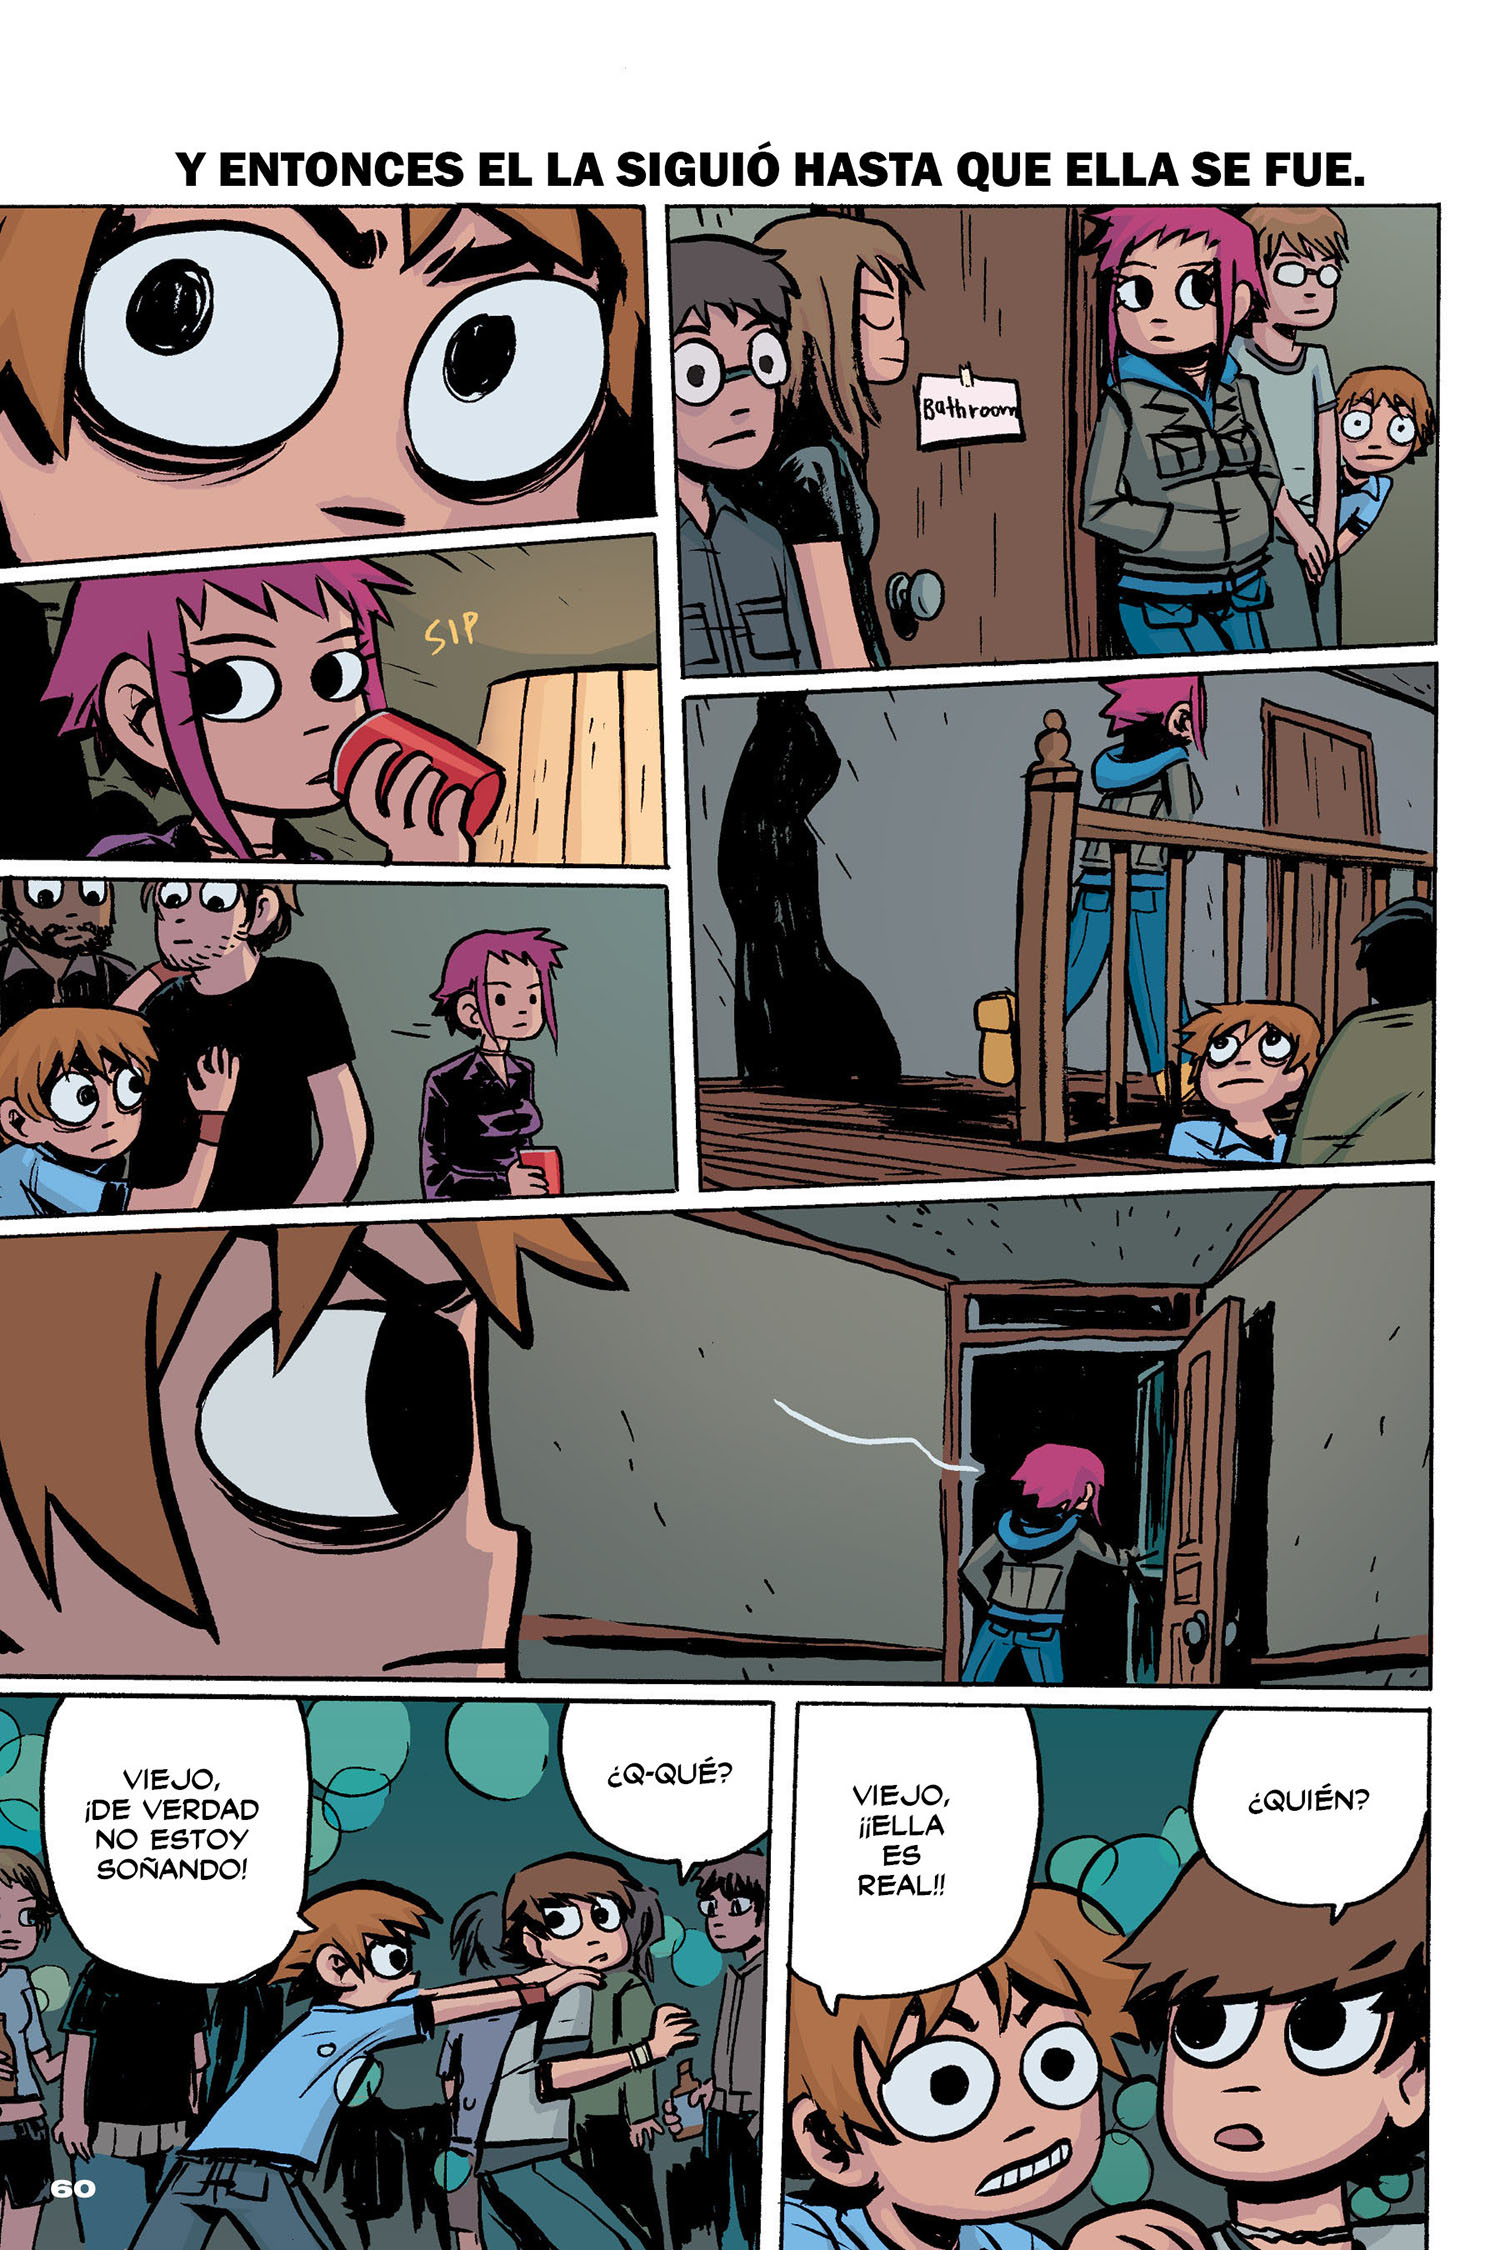 Y ENTONCES EL LA SIGUIÓ HASTA QUE ELLA SE FUE.
SIP
Bathroom
VIEJO,
¡DE VERDAD
NO ESTOY
SOÑANDO!
¿Q-QUÉ?
VIEJO,
¡¡ELLA
ES
REAL!!
¿QUIÉN?
60